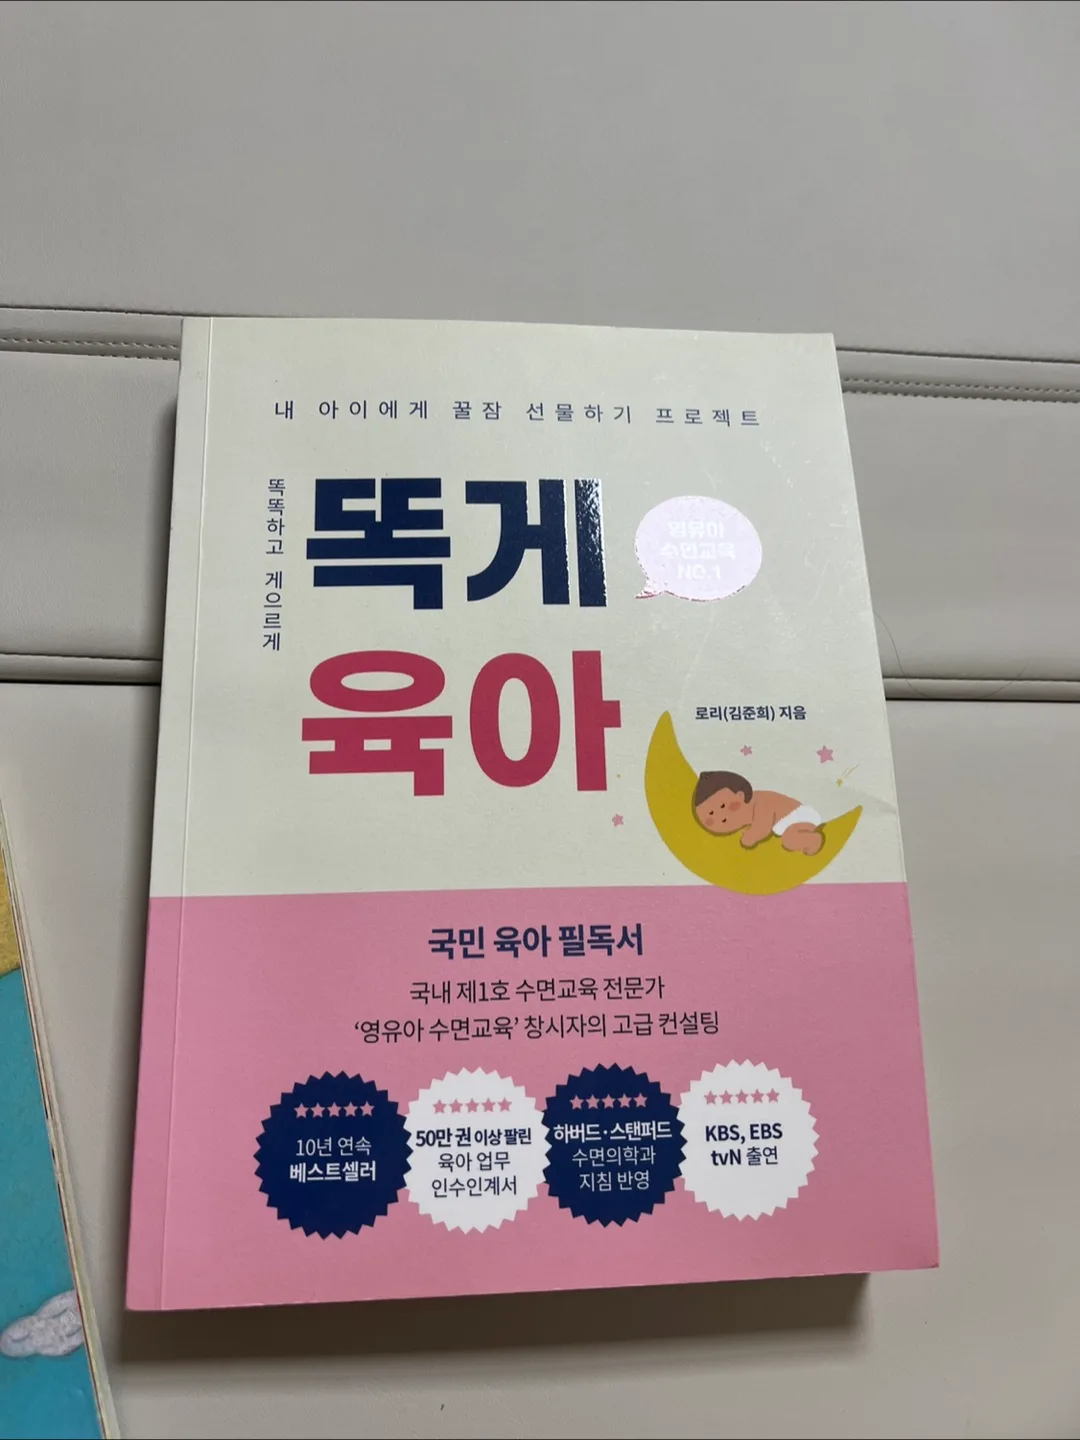 내 아이에게 꿀잠 선물하기 프로젝트
똑똑하고 게으르게
똑게
육아
영유아
수면교육
NO.1
로리(김준희) 지음
국민 육아 필독서
국내 제1호 수면교육 전문가
‘영유아 수면교육’ 창시자의 고급 컨설팅
10년 연속
베스트셀러
50만 권 이상 팔린
육아 업무
인수인계서
하버드·스탠퍼드
수면의학과
지침 반영
KBS, EBS
tvN 출연